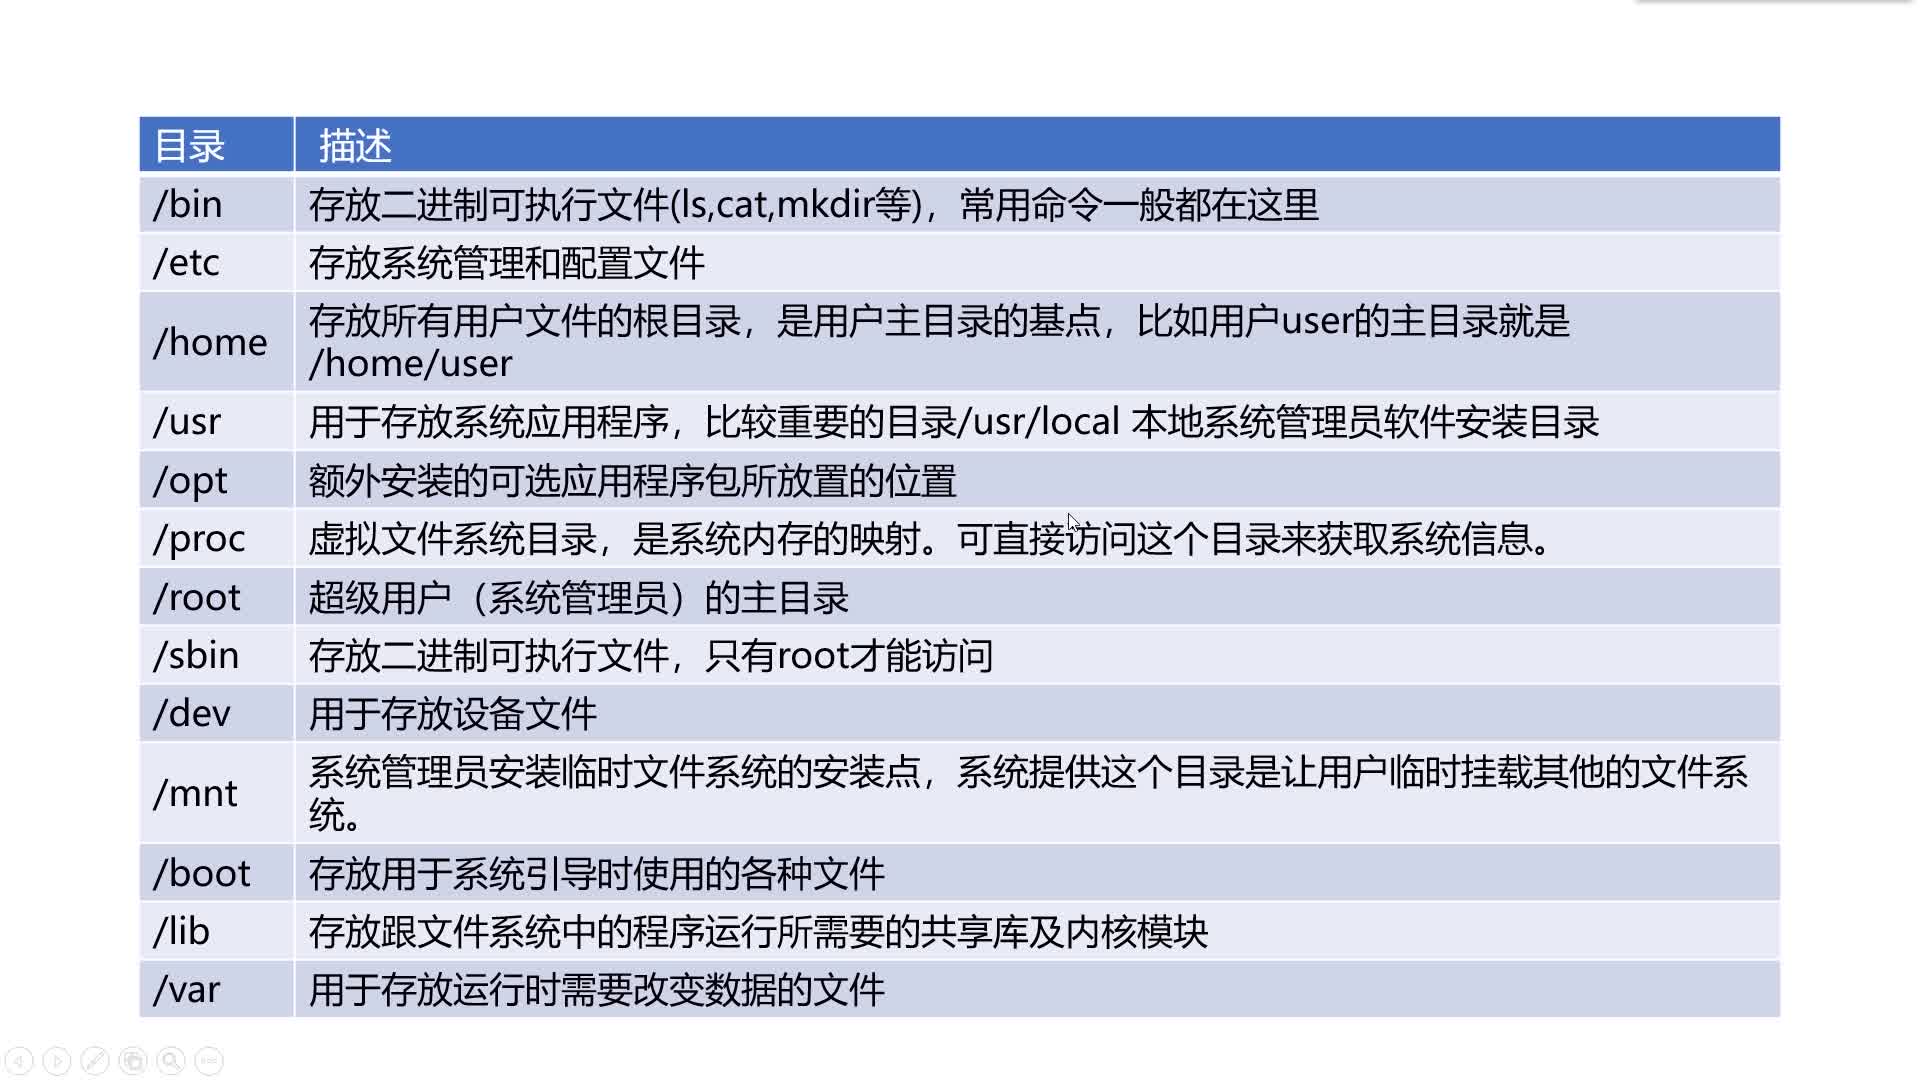 目录 描述
/bin 存放二进制可执行文件(ls,cat,mkdir等)，常用命令一般都在这里
/etc 存放系统管理和配置文件
/home 存放所有用户文件的根目录，是用户主目录的基点，比如用户user的主目录就是
/home/user
/usr 用于存放系统应用程序，比较重要的目录/usr/local 本地系统管理员软件安装目录
/opt 额外安装的可选应用程序包所放置的位置
/proc 虚拟文件系统目录，是系统内存的映射。可直接访问这个目录来获取系统信息。
/root 超级用户（系统管理员）的主目录
/sbin 存放二进制可执行文件，只有root才能访问
/dev 用于存放设备文件
/mnt 系统管理员安装临时文件系统的安装点，系统提供这个目录是让用户临时挂载其他的文件系
统。
/boot 存放用于系统引导时使用的各种文件
/lib 存放跟文件系统中的程序运行所需要的共享库及内核模块
/var 用于存放运行时需要改变数据的文件